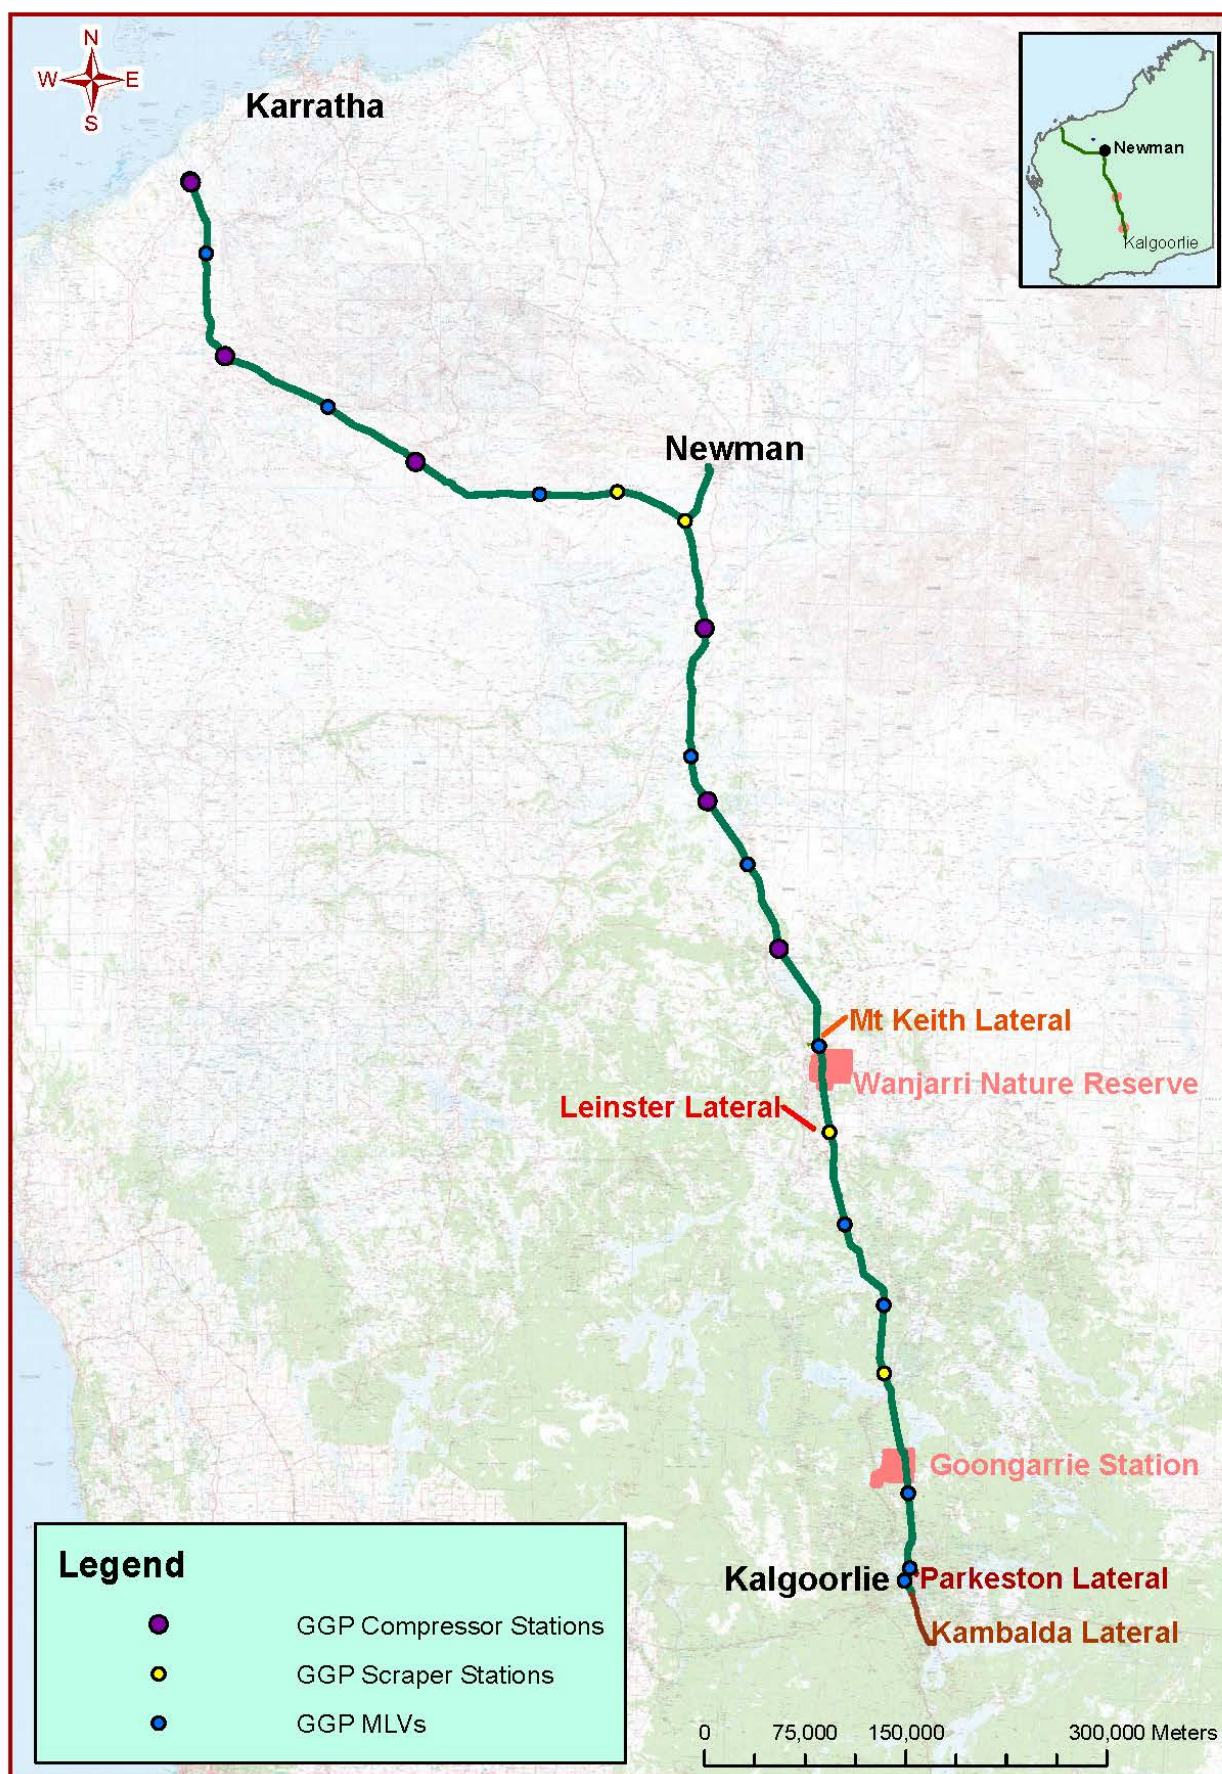 N
W E
S
Karratha
Newman
Kalgoorlie
Newman
Mt Keith Lateral
Wanjarri Nature Reserve
Leinster Lateral
Goongarrie Station
Kalgoorlie
Parkeston Lateral
Kambalda Lateral
Legend
GGP Compressor Stations
GGP Scraper Stations
GGP MLVs
0 75,000 150,000 300,000 Meters